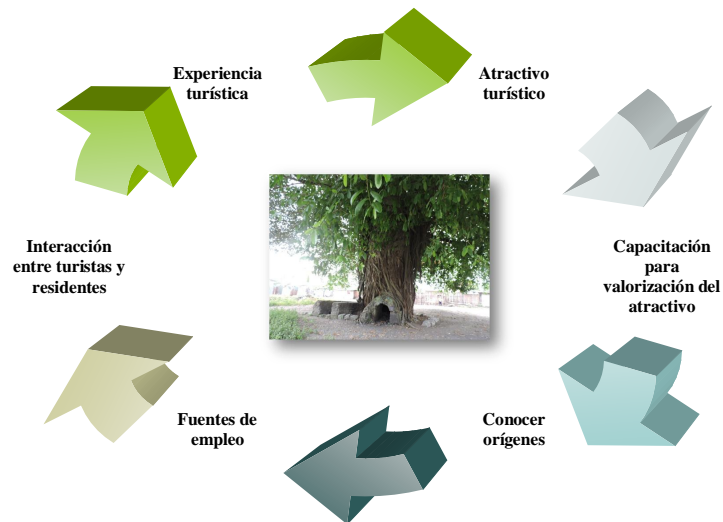 Experiencia
turística
Atractivo
turístico
Capacitación
para
valorización del
atractivo
Conocer
orígenes
Fuentes de
empleo
Interacción
entre turistas y
residentes